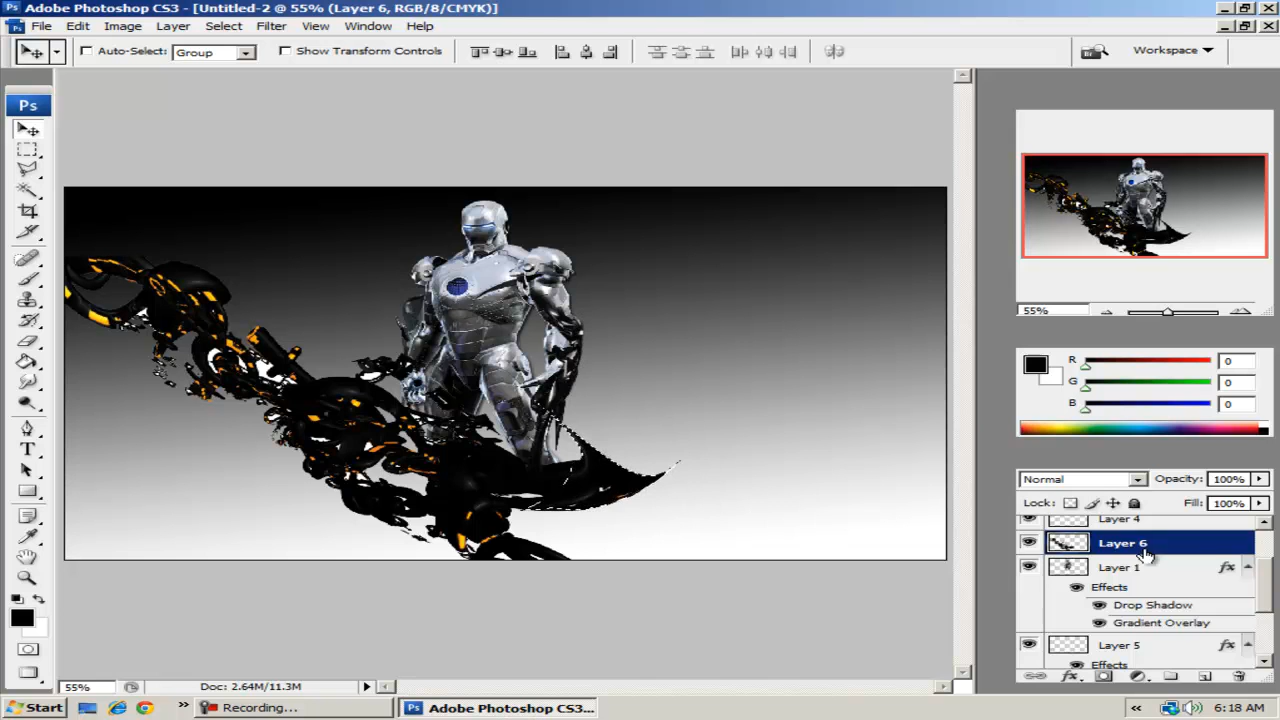 Adobe Photoshop CS3 - [Untitled-2 @ 55% (Layer 6, RGB/8/CMYK)]
File Edit Image Layer Select Filter View Window Help
Auto-Select: Group Show Transform Controls Workspace
Ps
55%
R 0
G 0
B 0
Normal Opacity: 100%
Lock: Fill: 100%
Layer 4
Layer 6
Layer 1 fx
Effects
Drop Shadow
Gradient Overlay
Layer 5 fx
Effects
55% Doc: 2.64M/11.3M
Start Recording... Adobe Photoshop CS3... 6:18 AM